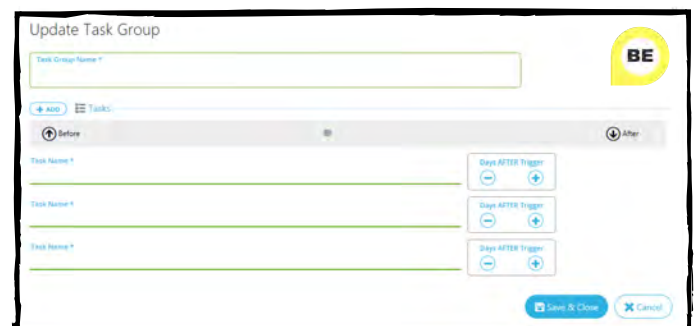 Update Task Group
BE
Task Group Name *
+ ADD Tasks
Before After
Task Name * Days AFTER Trigger
Task Name * Days AFTER Trigger
Task Name * Days AFTER Trigger
Save & Close Cancel